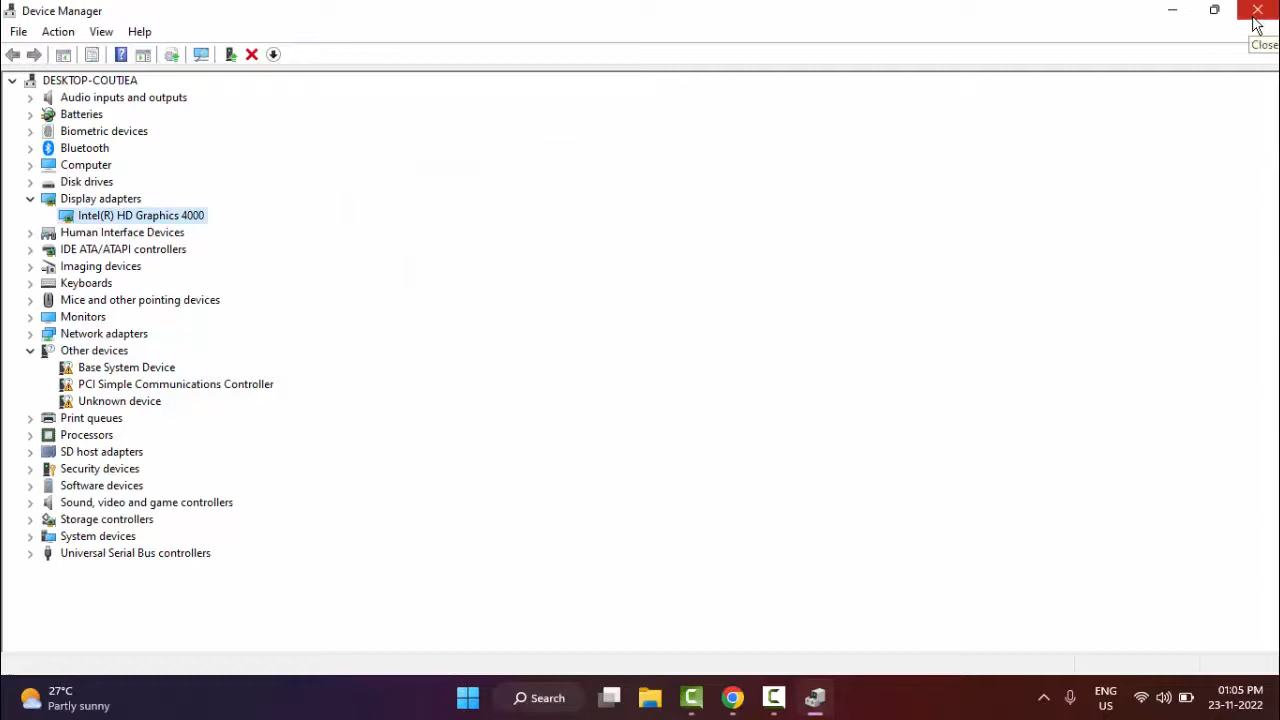 Device Manager
File Action View Help
Close
DESKTOP-COUTJEA
Audio inputs and outputs
Batteries
Biometric devices
Bluetooth
Computer
Disk drives
Display adapters
Intel(R) HD Graphics 4000
Human Interface Devices
IDE ATA/ATAPI controllers
Imaging devices
Keyboards
Mice and other pointing devices
Monitors
Network adapters
Other devices
Base System Device
PCI Simple Communications Controller
Unknown device
Print queues
Processors
SD host adapters
Security devices
Software devices
Sound, video and game controllers
Storage controllers
System devices
Universal Serial Bus controllers
27°C
Partly sunny
Search
ENG
US
01:05 PM
23-11-2022